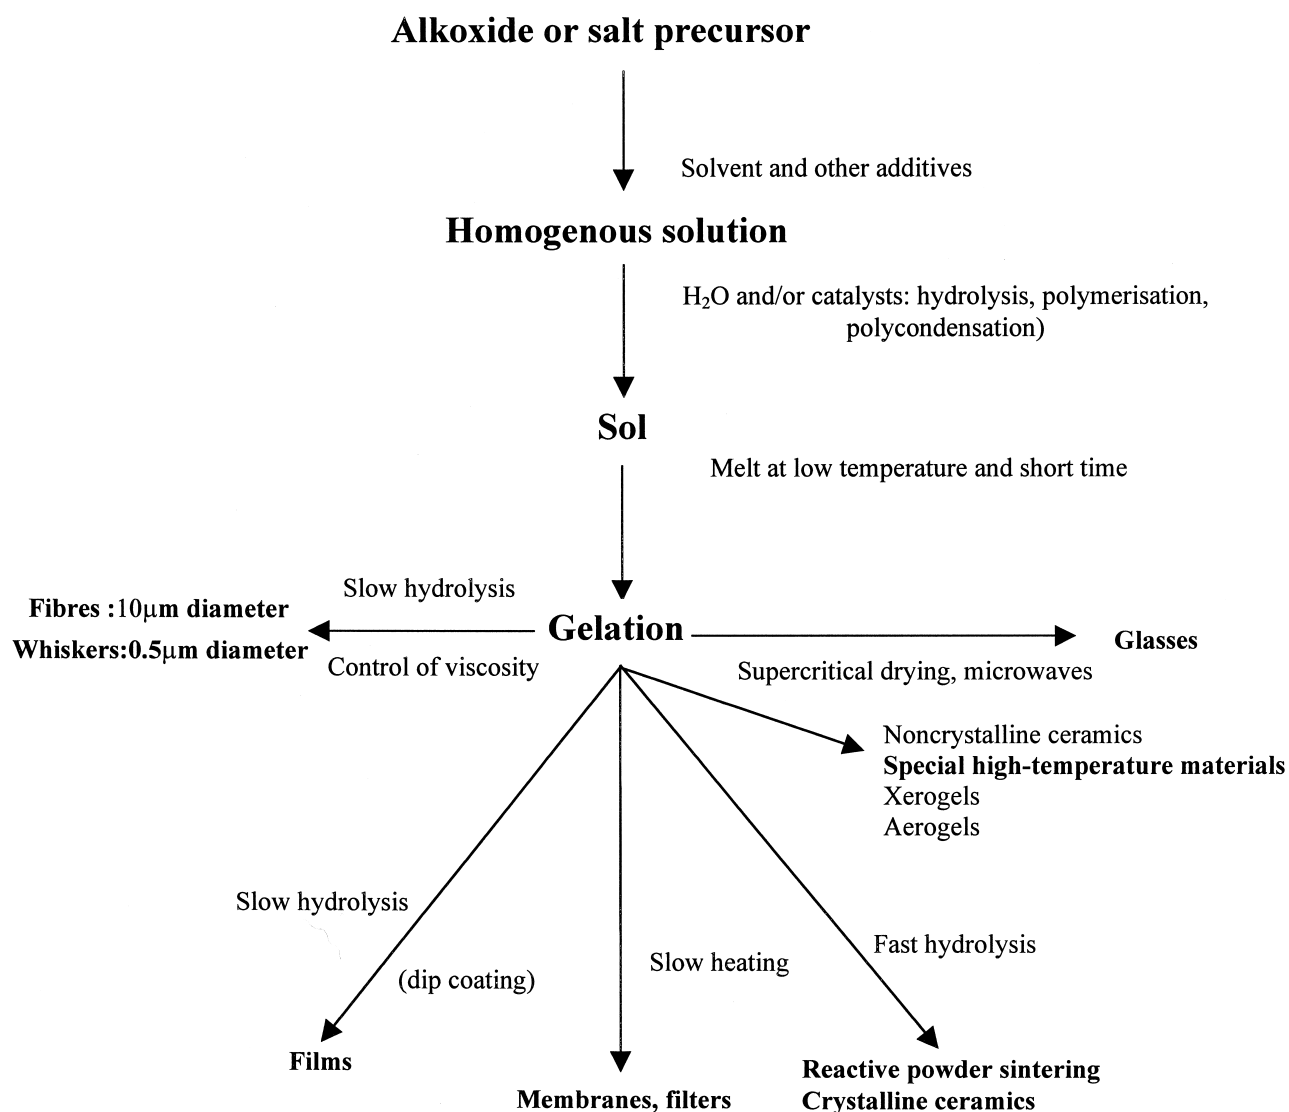 Alkoxide or salt precursor
Solvent and other additives
Homogenous solution
H₂O and/or catalysts: hydrolysis, polymerisation,
polycondensation)
Sol
Melt at low temperature and short time
Slow hydrolysis
Fibres :10μm diameter
Whiskers:0.5μm diameter
Control of viscosity
Gelation
Glasses
Supercritical drying, microwaves
Noncrystalline ceramics
Special high-temperature materials
Xerogels
Aerogels
Slow hydrolysis
(dip coating)
Slow heating
Fast hydrolysis
Films
Membranes, filters
Reactive powder sintering
Crystalline ceramics